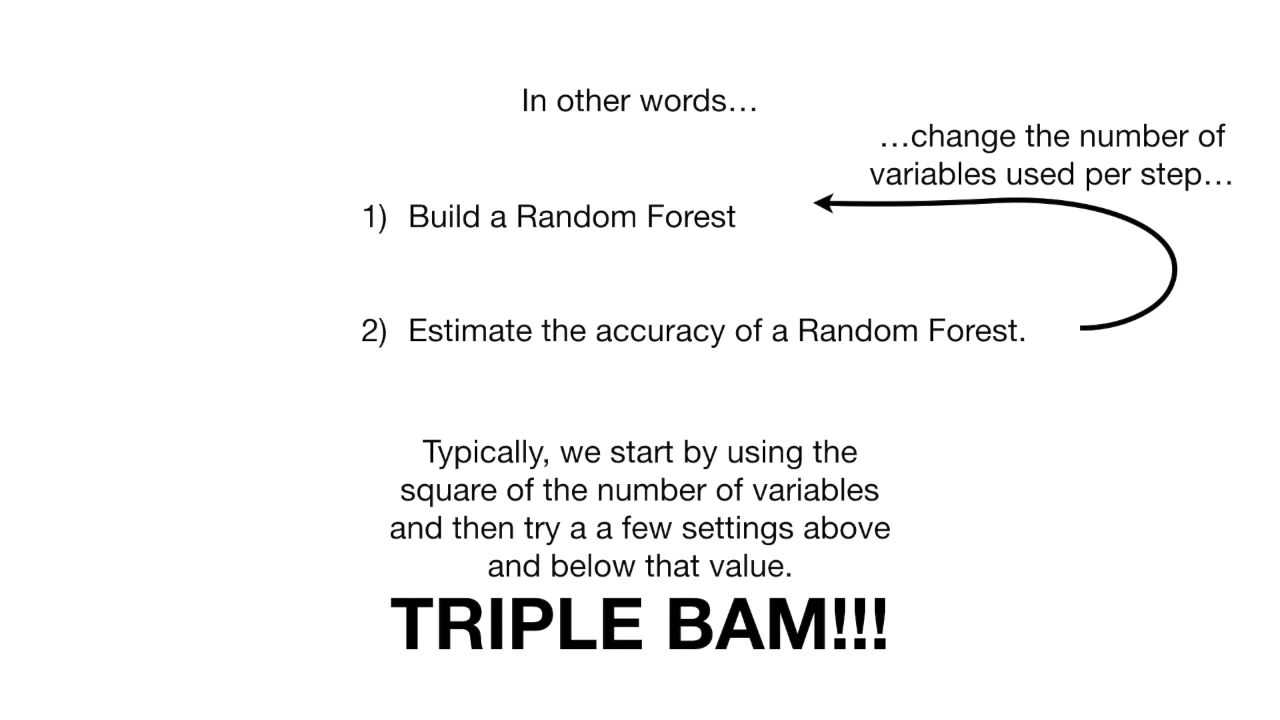 In other words…
…change the number of
variables used per step…
1) Build a Random Forest
2) Estimate the accuracy of a Random Forest.
Typically, we start by using the
square of the number of variables
and then try a a few settings above
and below that value.
TRIPLE BAM!!!